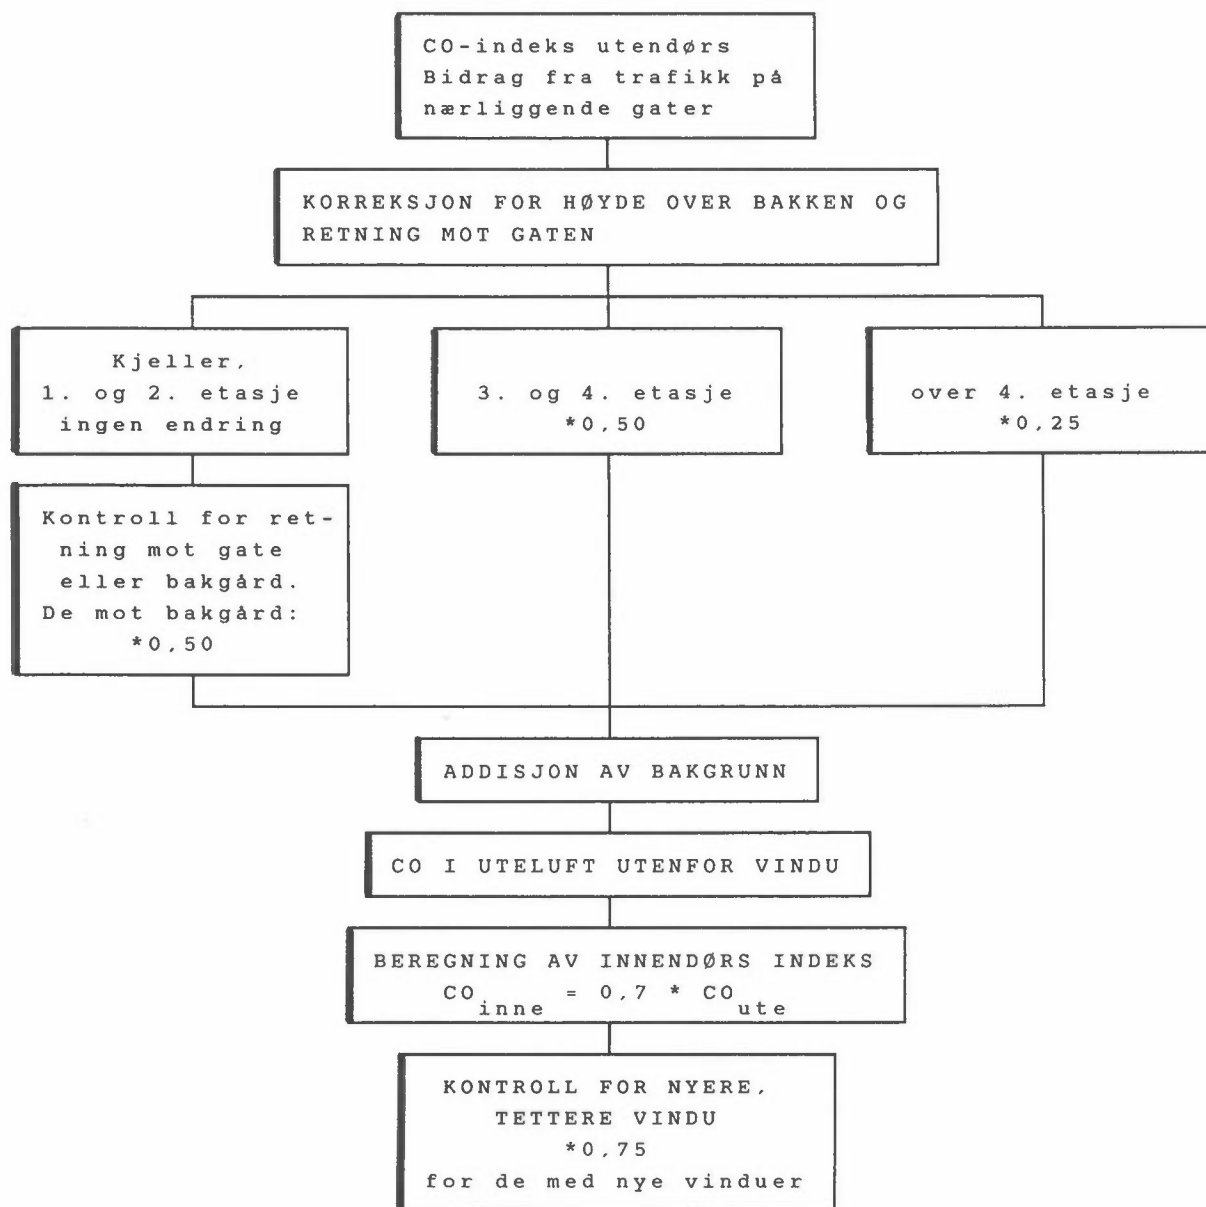 CO-indeks utendørs
Bidrag fra trafikk på
nærliggende gater
KORREKSJON FOR HØYDE OVER BAKKEN OG
RETNING MOT GATEN
Kjeller,
1. og 2. etasje
ingen endring
3. og 4. etasje
*0,50
over 4. etasje
*0,25
Kontroll for ret-
ning mot gate
eller bakgård.
De mot bakgård:
*0,50
ADDISJON AV BAKGRUNN
CO I UTELUFT UTENFOR VINDU
BEREGNING AV INNENDØRS INDEKS
CO inne = 0,7 * CO ute
KONTROLL FOR NYERE,
TETTERE VINDU
*0,75
for de med nye vinduer